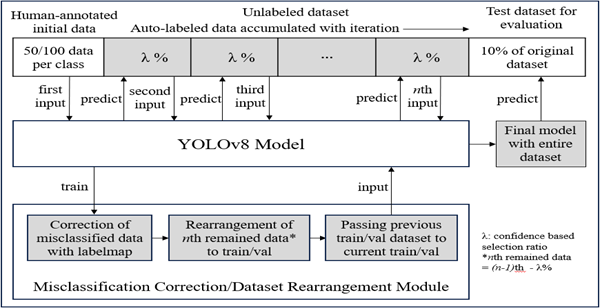 Human-annotated
initial data
Unlabeled dataset
Auto-labeled data accumulated with iteration
Test dataset for
evaluation
50/100 data
per class
λ %
λ %
...
λ %
10% of original
dataset
first
input
predict
second
input
predict
third
input
predict
nth
input
predict
YOLOv8 Model
Final model
with entire
dataset
train
input
Correction of
misclassified data
with labelmap
Rearrangement of
nth remained data*
to train/val
Passing previous
train/val dataset to
current train/val
λ: confidence based
selection ratio
*nth remained data
= (n-1)th - λ%
Misclassification Correction/Dataset Rearrangement Module